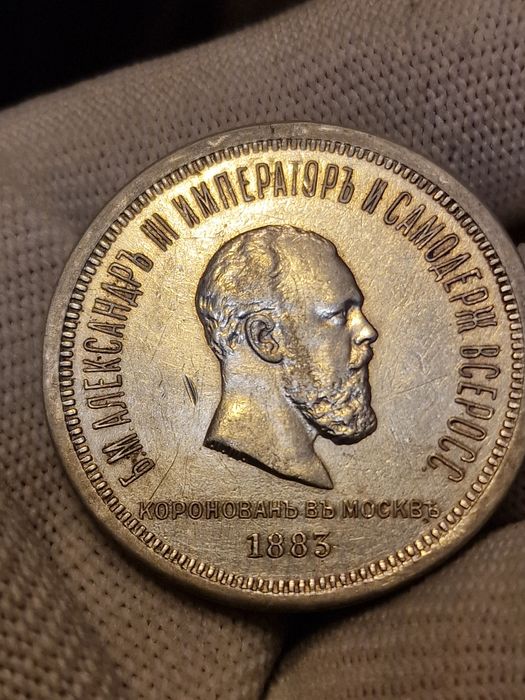 Б.М АЛЕКСАНДРЪ III ИМПЕРАТОРЪ И САМОДЕРЖ ВСЕРОСС.
КОРОНОВАНЪ ВЪ МОСКВѢ
1883